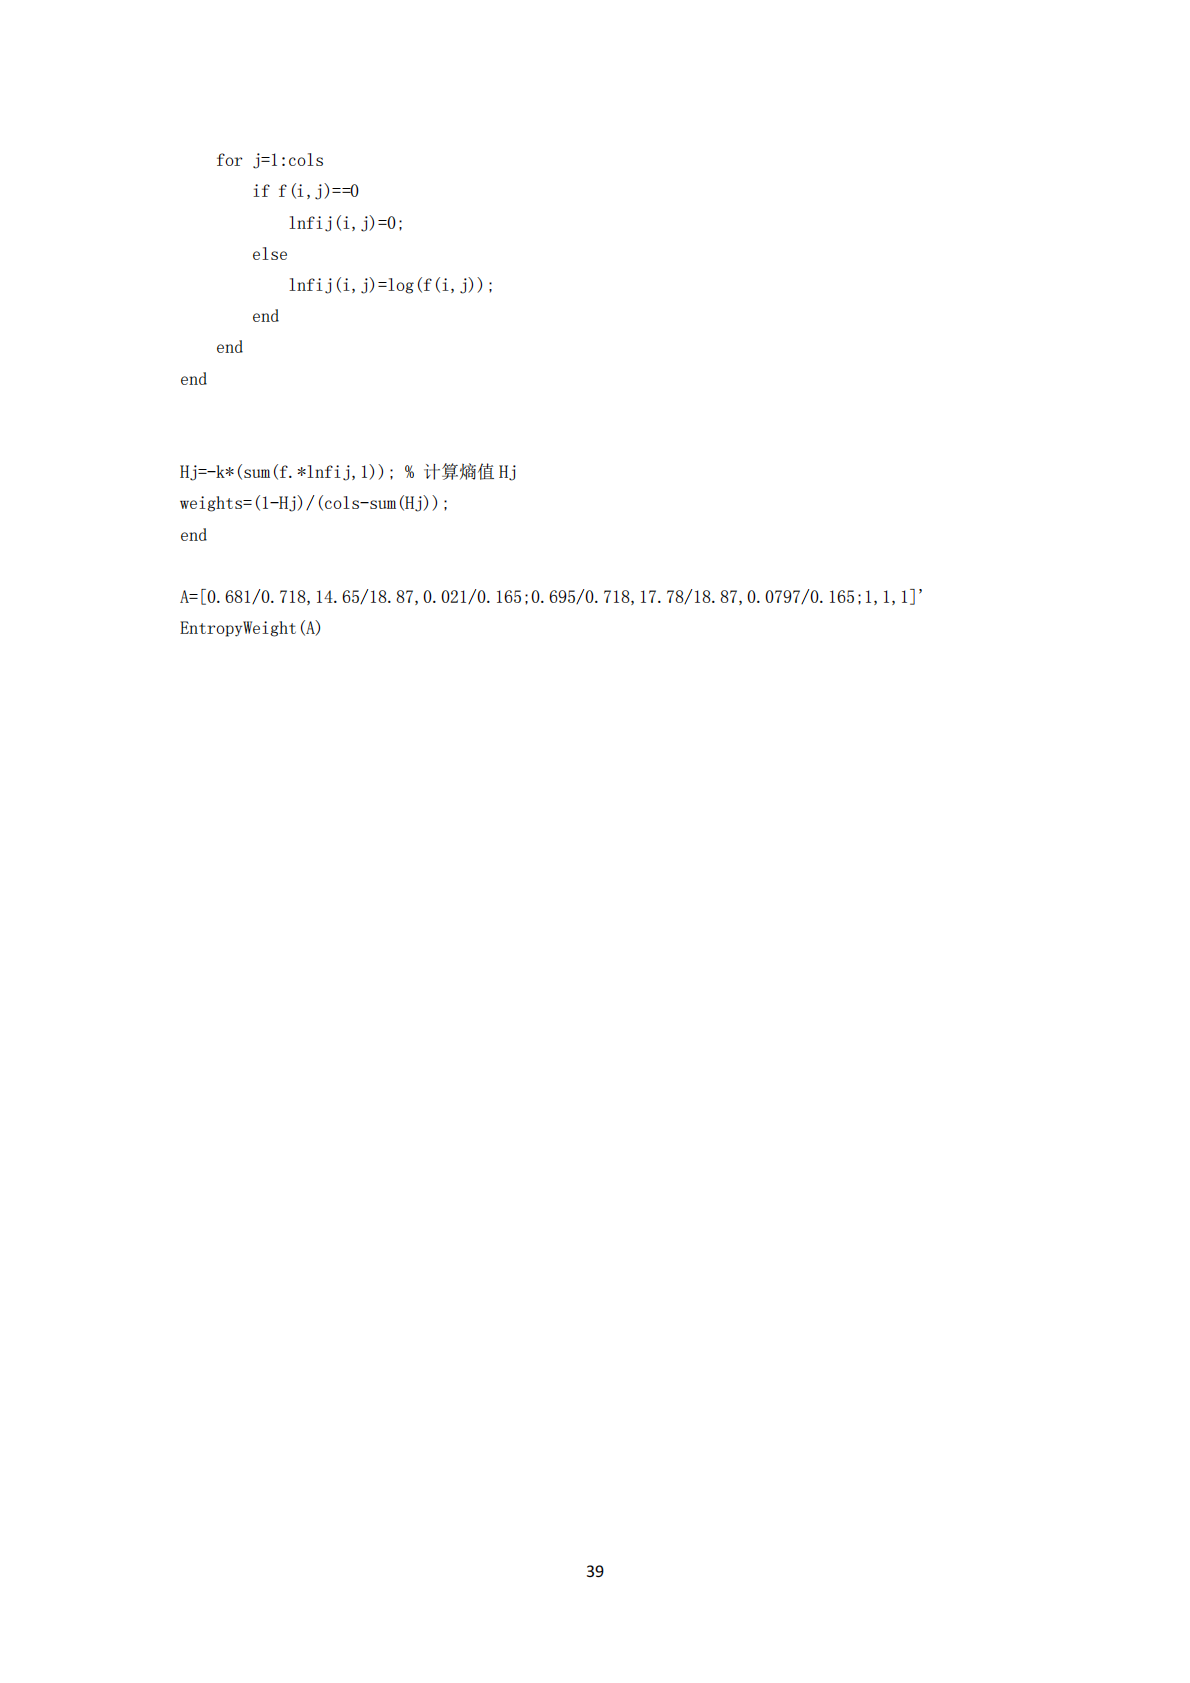 for j=1:cols
if f(i,j)==0
lnfij(i,j)=0;
else
lnfij(i,j)=log(f(i,j));
end
end
end
Hj=-k*(sum(f.*lnfij,1)); % 计算熵值 Hj
weights=(1-Hj)/(cols-sum(Hj));
end
A=[0.681/0.718,14.65/18.87,0.021/0.165;0.695/0.718,17.78/18.87,0.0797/0.165;1,1,1]'
EntropyWeight(A)
39